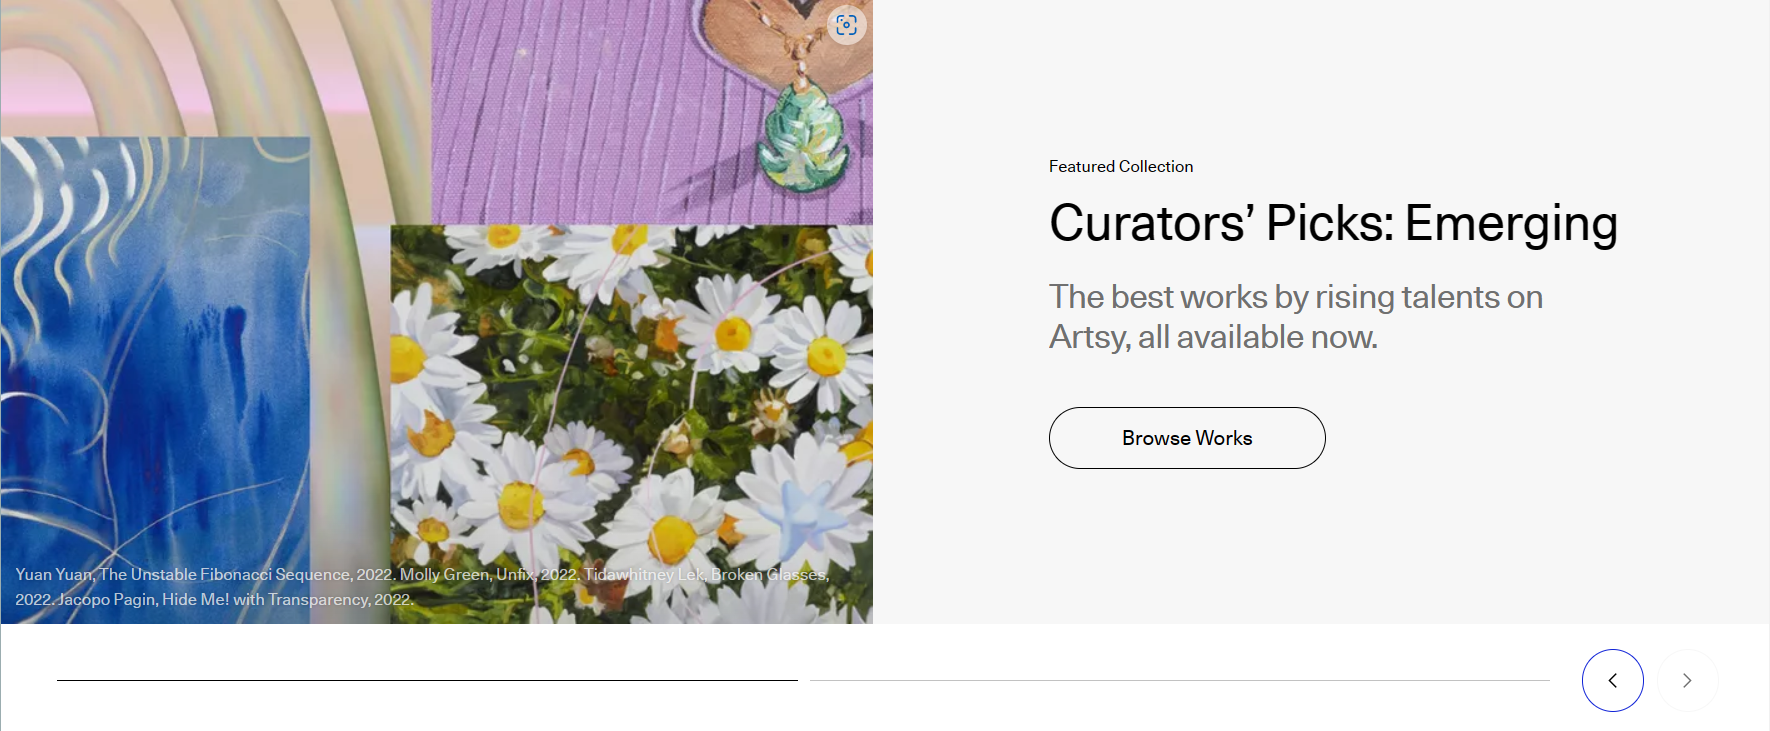 Featured Collection
Curators’ Picks: Emerging
The best works by rising talents on
Artsy, all available now.
Browse Works
Yuan Yuan, The Unstable Fibonacci Sequence, 2022. Molly Green, Unfix, 2022. Tidawhitney Lek, Broken Glasses,
2022. Jacopo Pagin, Hide Me! with Transparency, 2022.